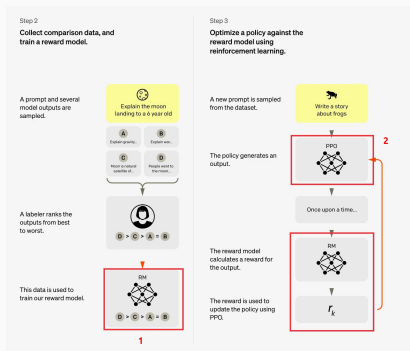 Step 2
Collect comparison data, and
train a reward model.
A prompt and several
model outputs are
sampled.
Explain the moon
landing to a 6 year old
A
Explain gravity...
B
Explain war...
C
Moon is natural
satellite of...
D
People went to
the moon...
A labeler ranks the
outputs from best
to worst.
D > C > A = B
This data is used to
train our reward model.
RM
D > C > A = B
1
Step 3
Optimize a policy against
the reward model using
reinforcement learning.
A new prompt is sampled
from the dataset.
Write a story
about frogs
2
The policy generates an
output.
PPO
Once upon a time...
The reward model
calculates a reward for
the output.
RM
The reward is used to
update the policy using
PPO.
rk